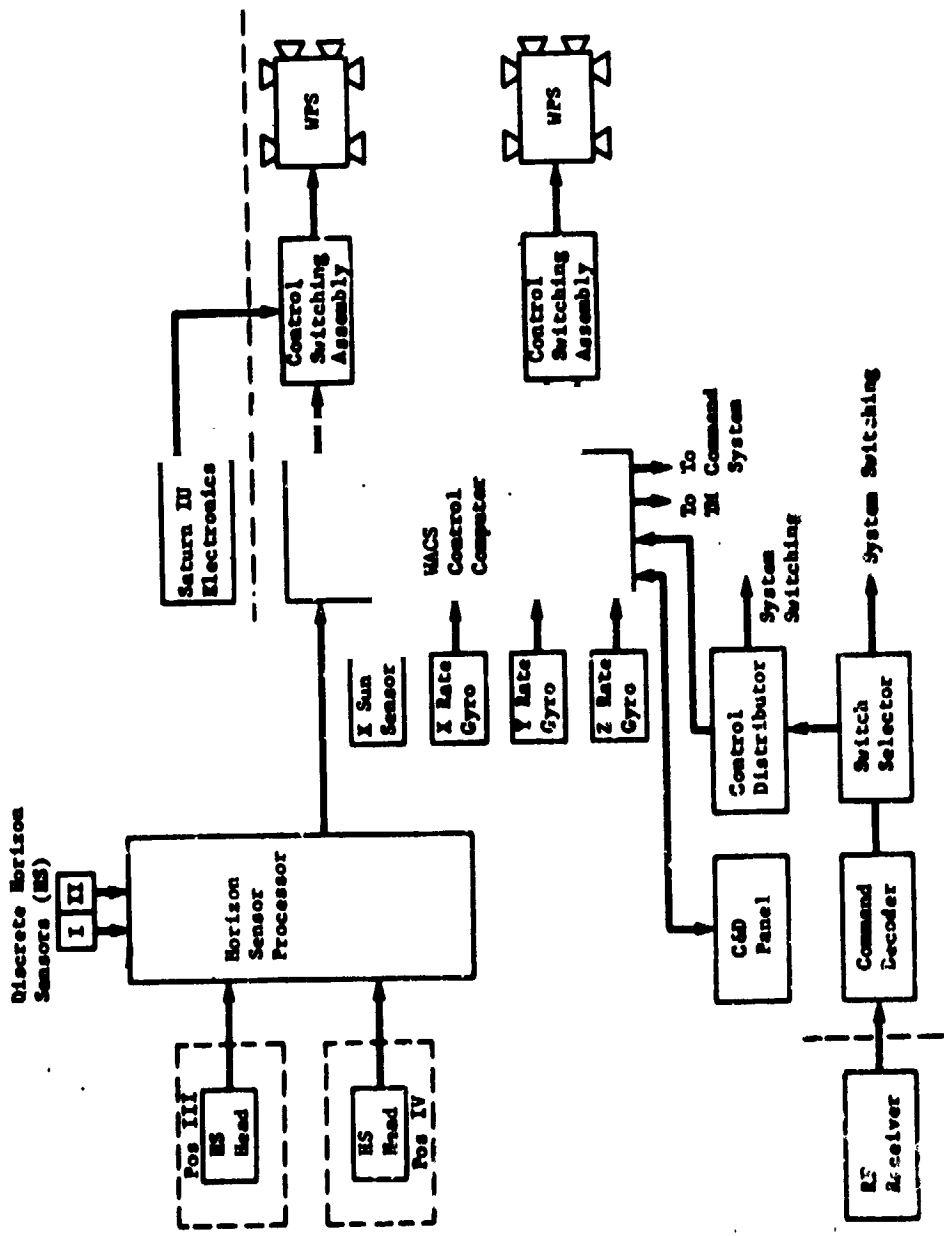 Discrete Horizon
Sensors (HS)
I
II
Pos III
HS
Head
HS
Head
Pos IV
Horizon
Sensor
Processor
Saturn IU
Electronics
X Sun
Sensor
X Rate
Gyro
Y Rate
Gyro
Z Rate
Gyro
WACS
Control
Computer
Control
Switching
Assembly
WPS
Control
Switching
Assembly
WPS
To
TM
To
Command
System
C&D
Panel
Control
Distributor
System
Switching
RF
Receiver
Command
Decoder
Switch
Selector
System Switching